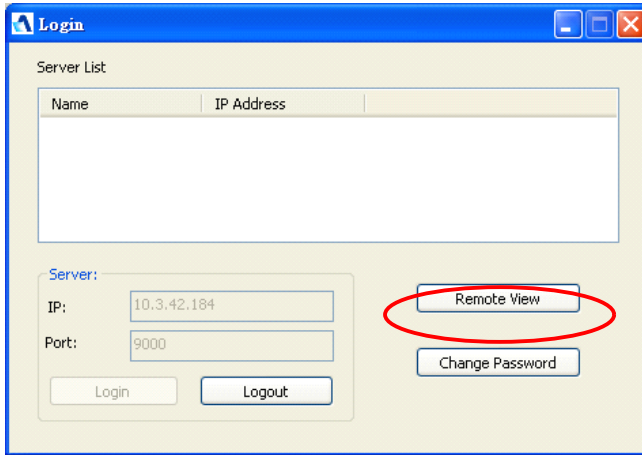 Login
Server List
Name IP Address
Server:
IP: 10.3.42.184
Port: 9000
Login Logout
Remote View
Change Password